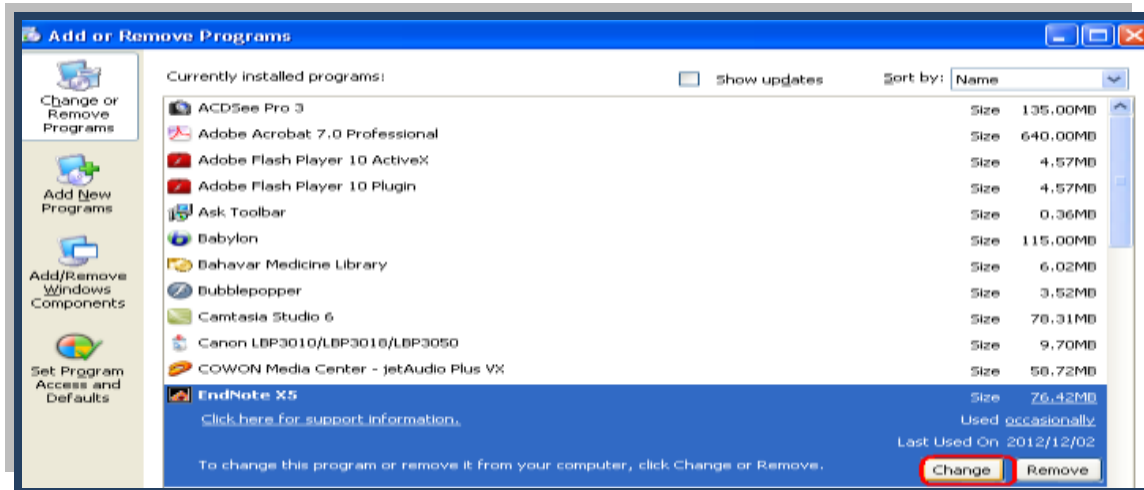 Add or Remove Programs
Change or
Remove
Programs
Add New
Programs
Add/Remove
Windows
Components
Set Program
Access and
Defaults
Currently installed programs: Show updates Sort by: Name
ACDSee Pro 3 Size 135.00MB
Adobe Acrobat 7.0 Professional Size 640.00MB
Adobe Flash Player 10 ActiveX Size 4.57MB
Adobe Flash Player 10 Plugin Size 4.57MB
Ask Toolbar Size 0.36MB
Babylon Size 115.00MB
Bahavar Medicine Library Size 6.02MB
Bubblepopper Size 3.52MB
Camtasia Studio 6 Size 78.31MB
Canon LBP3010/LBP3018/LBP3050 Size 9.70MB
COWON Media Center - jetAudio Plus VX Size 58.72MB
EndNote X5 Size 76.42MB
Click here for support information. Used occasionally
Last Used On 2012/12/02
To change this program or remove it from your computer, click Change or Remove. Change Remove